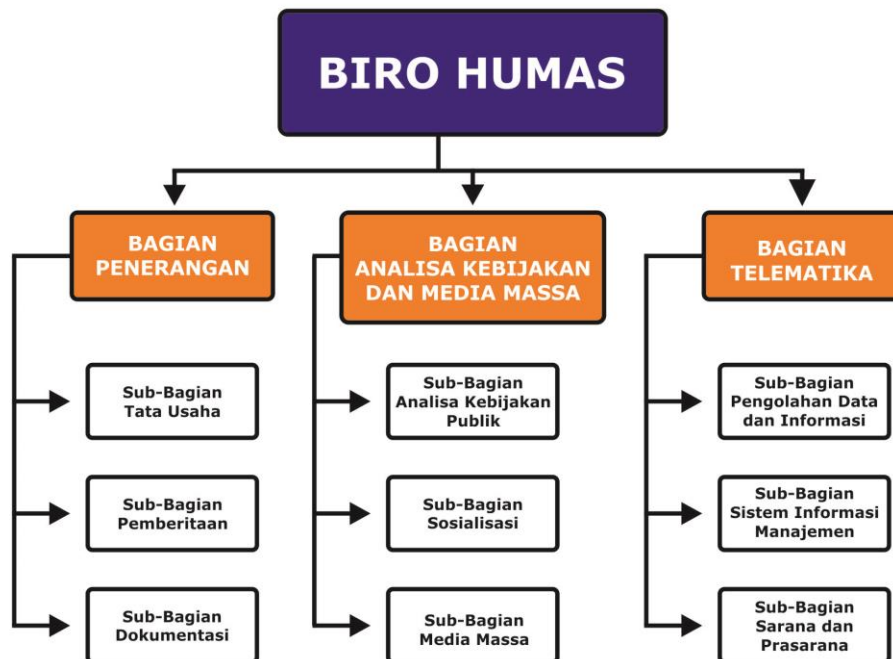 BIRO HUMAS
BAGIAN
PENERANGAN
Sub-Bagian
Tata Usaha
Sub-Bagian
Pemberitaan
Sub-Bagian
Dokumentasi
BAGIAN
ANALISA KEBIJAKAN
DAN MEDIA MASSA
Sub-Bagian
Analisa Kebijakan
Publik
Sub-Bagian
Sosialisasi
Sub-Bagian
Media Massa
BAGIAN
TELEMATIKA
Sub-Bagian
Pengolahan Data
dan Informasi
Sub-Bagian
Sistem Informasi
Manajemen
Sub-Bagian
Sarana dan
Prasarana